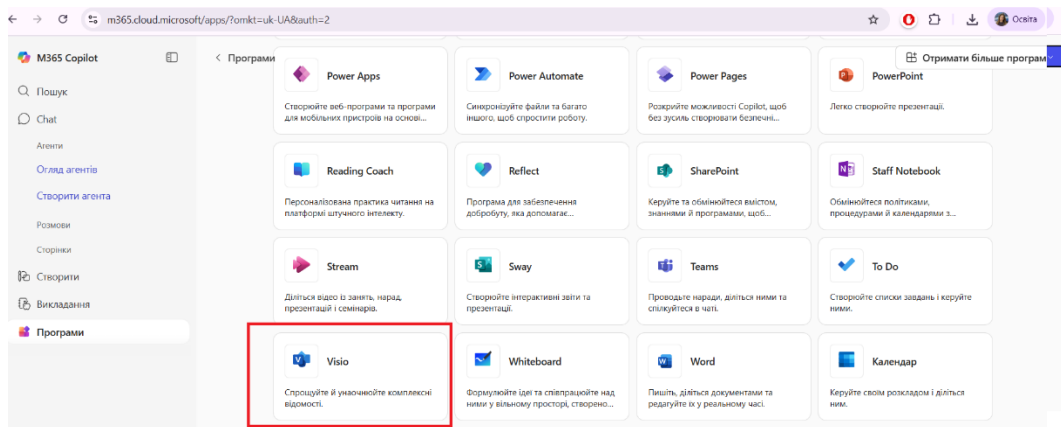 m365.cloud.microsoft/apps/?omkt=uk-UA&auth=2
Освіта
M365 Copilot
Програми
Отримати більше програм
Пошук
Chat
Агенти
Огляд агентів
Створити агента
Розмови
Сторінки
Створити
Викладання
Програми
Power Apps
Створюйте веб-програми та програми
для мобільних пристроїв на основі...
Power Automate
Синхронізуйте файли та багато
іншого, щоб спростити роботу.
Power Pages
Розкрийте можливості Copilot, щоб
без зусиль створювати безпечні...
PowerPoint
Легко створюйте презентації.
Reading Coach
Персоналізована практика читання на
платформі штучного інтелекту.
Reflect
Програма для забезпечення
добробуту, яка допомагає...
SharePoint
Керуйте та обмінюйтеся вмістом,
знаннями й програмами, щоб...
Staff Notebook
Обмінюйтеся політиками,
процедурами й календарями з...
Stream
Діліться відео із занять, нарад,
презентацій і семінарів.
Sway
Створюйте інтерактивні звіти та
презентації.
Teams
Проводьте наради, діліться ними та
спілкуйтеся в чаті.
To Do
Створюйте списки завдань і керуйте
ними.
Visio
Спрощуйте й унаочнюйте комплексні
відомості.
Whiteboard
Формулюйте ідеї та співпрацюйте над
ними у вільному просторі, створено...
Word
Пишіть, діліться документами та
редагуйте їх у реальному часі.
Календар
Керуйте своїм розкладом і діліться
ним.